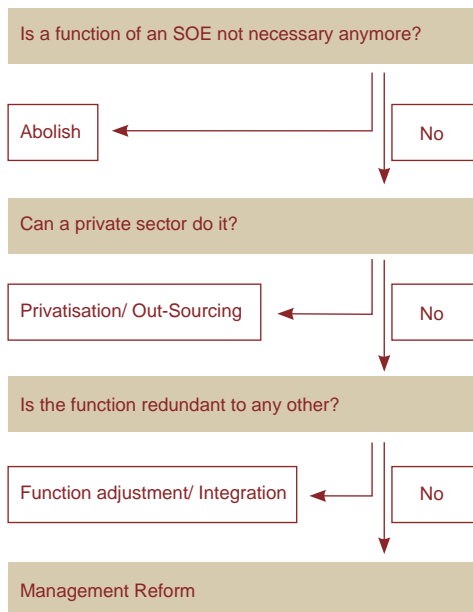 Is a function of an SOE not necessary anymore?
Abolish
No
Can a private sector do it?
Privatisation/ Out-Sourcing
No
Is the function redundant to any other?
Function adjustment/ Integration
No
Management Reform